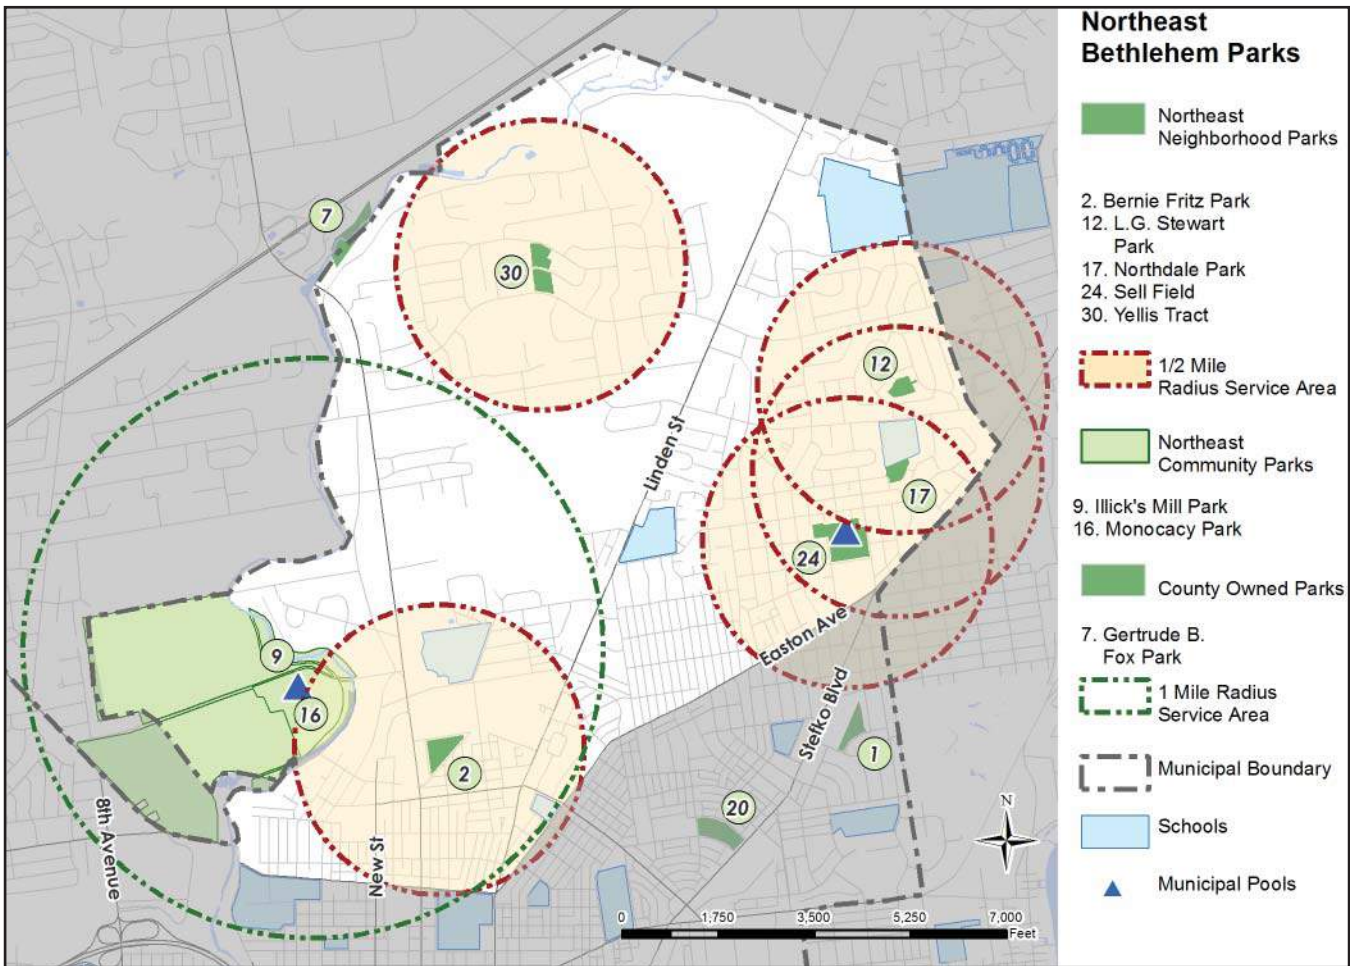 Northeast
Bethlehem Parks
Northeast
Neighborhood Parks
2. Bernie Fritz Park
12. L.G. Stewart
Park
17. Northdale Park
24. Sell Field
30. Yellis Tract
1/2 Mile
Radius Service Area
Northeast
Community Parks
9. Illick's Mill Park
16. Monocacy Park
County Owned Parks
7. Gertrude B.
Fox Park
1 Mile Radius
Service Area
Municipal Boundary
Schools
Municipal Pools
7
30
12
Linden St
17
24
Easton Ave
9
16
Stefko Blvd
1
2
20
8th Avenue
New St
N
0 1,750 3,500 5,250 7,000
Feet